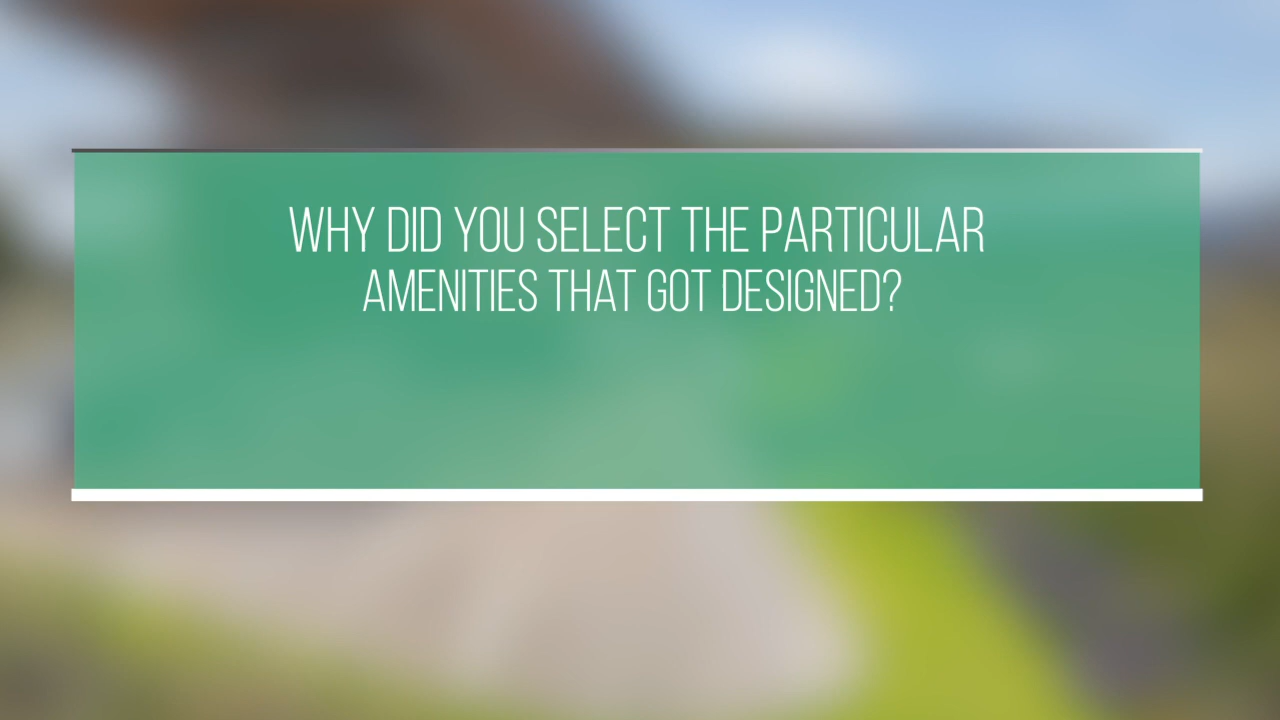 WHY DID YOU SELECT THE PARTICULAR
AMENITIES THAT GOT DESIGNED?